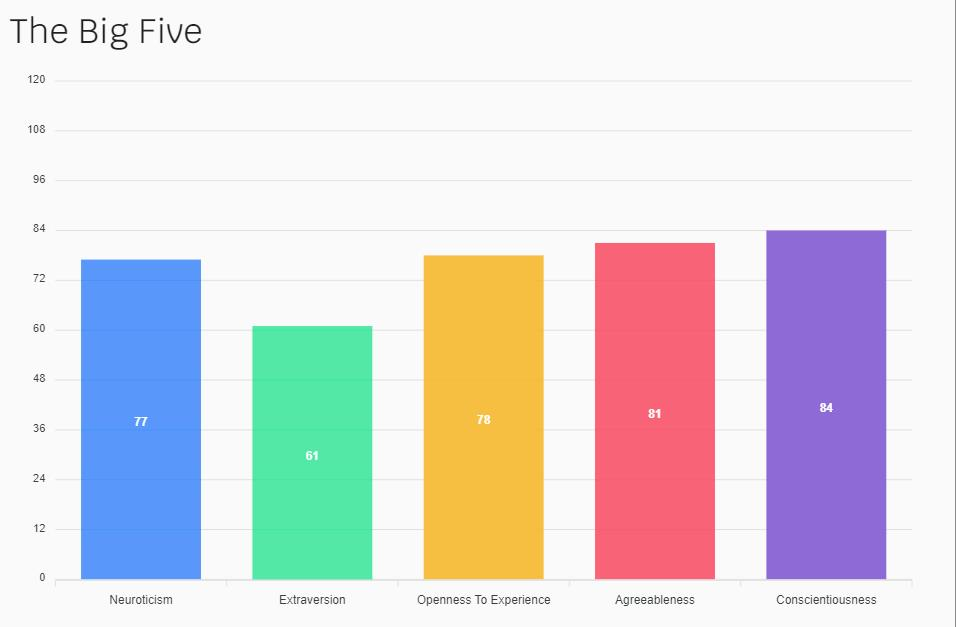 The Big Five
120
108
96
84
72
60
48
36
24
12
0
77
61
78
81
84
Neuroticism
Extraversion
Openness To Experience
Agreeableness
Conscientiousness